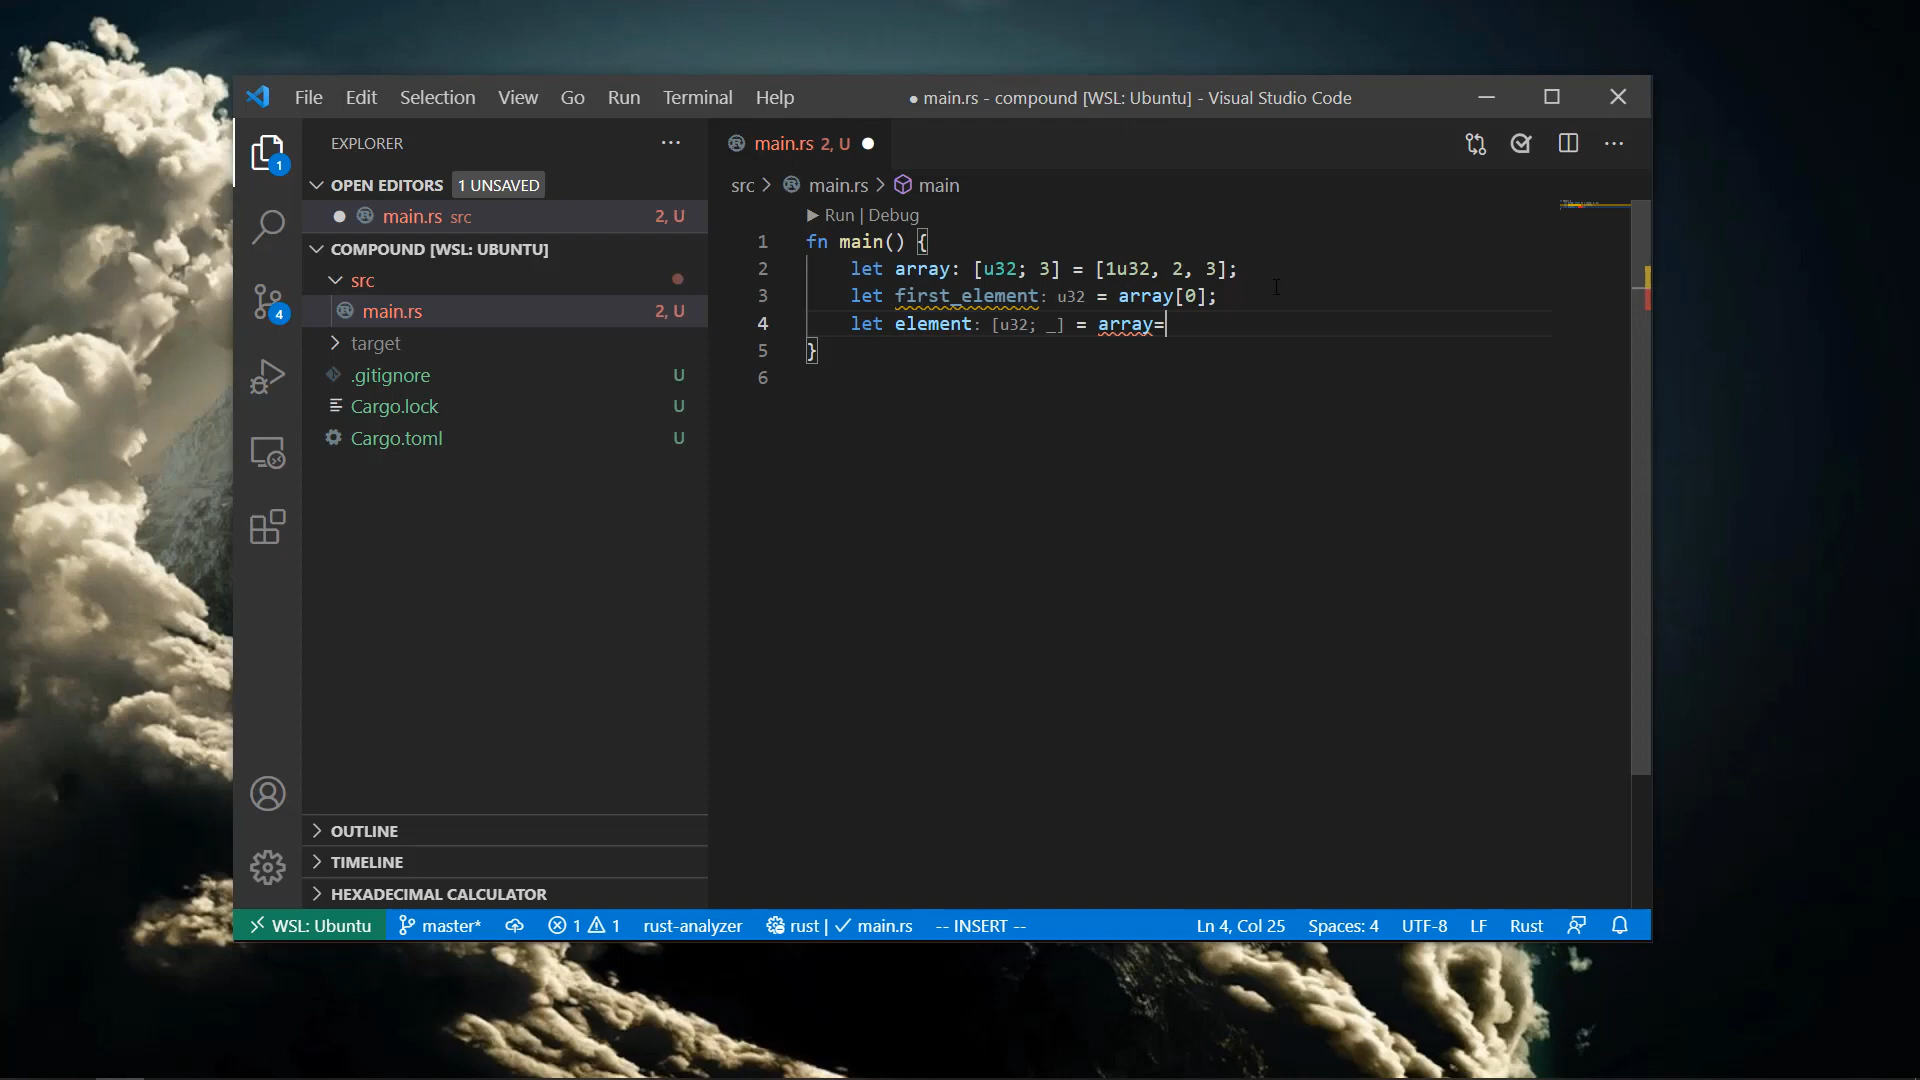 File Edit Selection View Go Run Terminal Help ● main.rs - compound [WSL: Ubuntu] - Visual Studio Code
EXPLORER ···
main.rs 2, U ●
1
OPEN EDITORS 1 UNSAVED
● main.rs src 2, U
COMPOUND [WSL: UBUNTU]
src
main.rs 2, U
target
.gitignore U
Cargo.lock U
Cargo.toml U
4
OUTLINE
TIMELINE
HEXADECIMAL CALCULATOR
src > main.rs > main
▶ Run | Debug
1 fn main() {
2 let array: [u32; 3] = [1u32, 2, 3];
3 let first_element: u32 = array[0];
4 let element: [u32; _] = array=
5 }
6
WSL: Ubuntu master* 1 1 rust-analyzer rust | ✓ main.rs -- INSERT -- Ln 4, Col 25 Spaces: 4 UTF-8 LF Rust